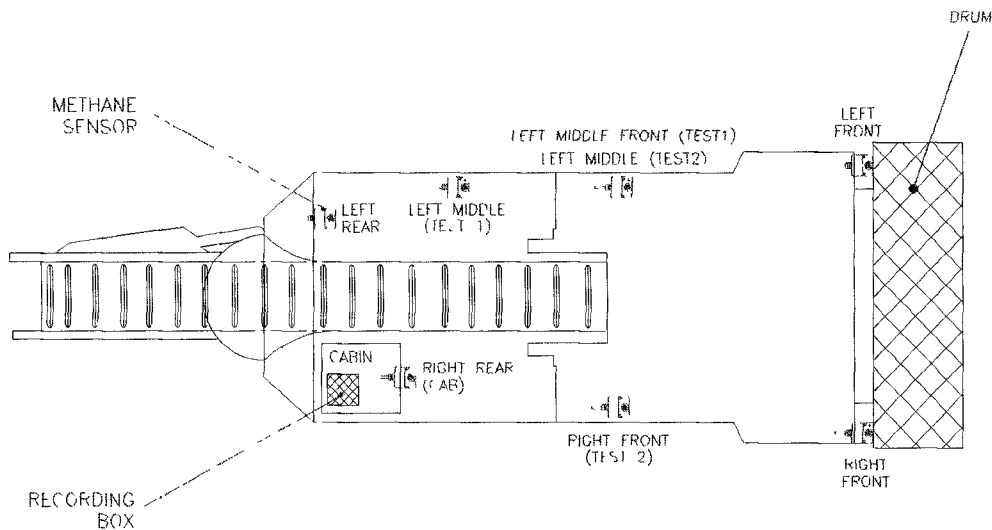 DRUM
METHANE
SENSOR
LEFT MIDDLE FRONT (TEST1)
LEFT MIDDLE (TEST2)
LEFT
FRONT
LEFT
REAR
LEFT MIDDLE
(TEST 1)
CABIN
RIGHT REAR
(CAB)
RIGHT FRONT
(TEST 2)
RIGHT
FRONT
RECORDING
BOX